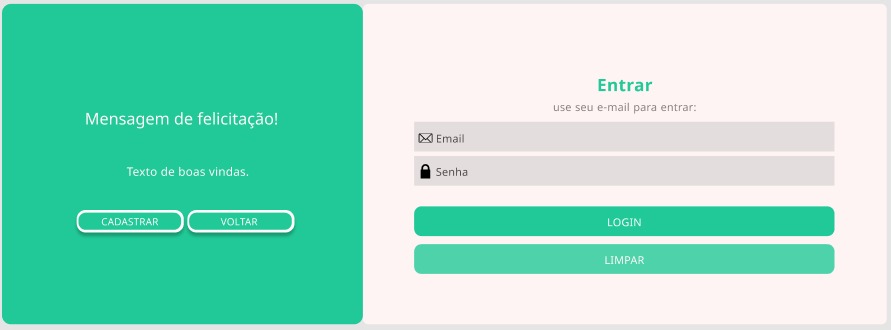 Mensagem de felicitação!
Texto de boas vindas.
CADASTRAR
VOLTAR
Entrar
use seu e-mail para entrar:
Email
Senha
LOGIN
LIMPAR